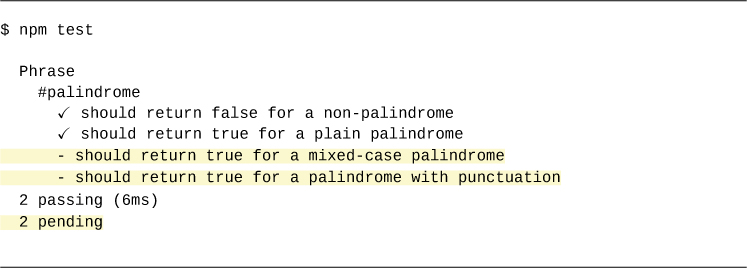 $ npm test
Phrase
#palindrome
✓ should return false for a non-palindrome
✓ should return true for a plain palindrome
- should return true for a mixed-case palindrome
- should return true for a palindrome with punctuation
2 passing (6ms)
2 pending